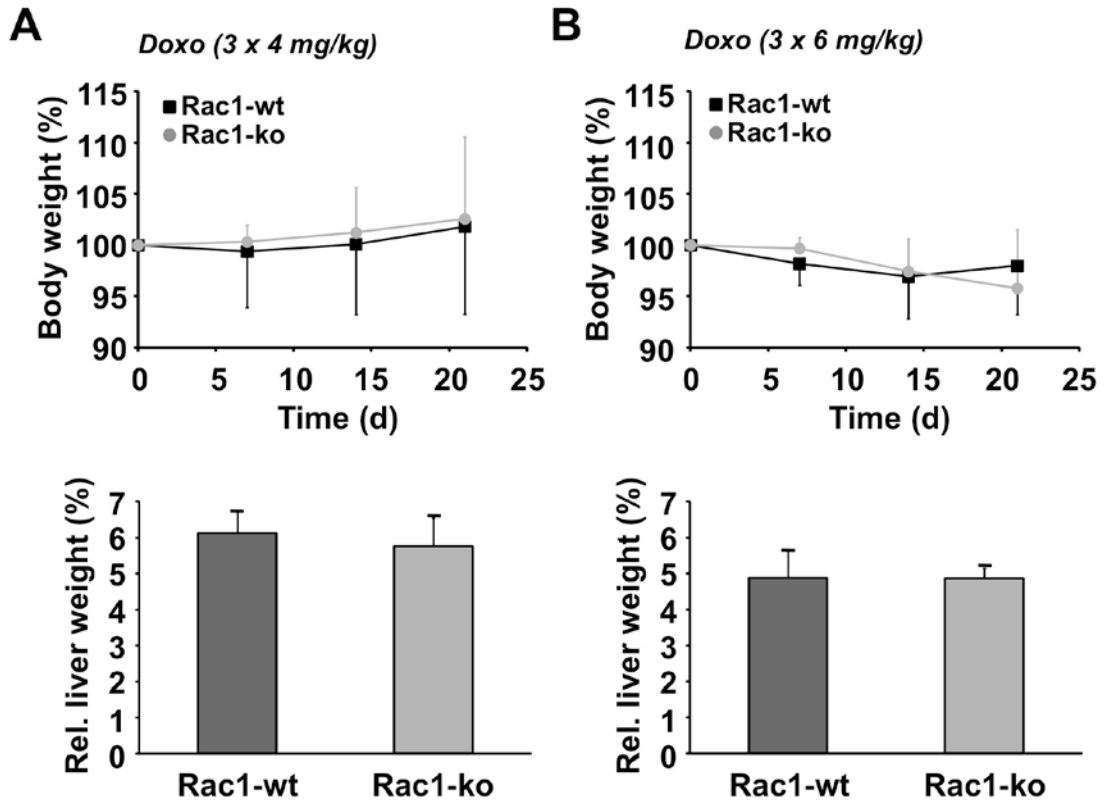 A
Doxo (3 x 4 mg/kg)
Body weight (%)
115
110
105
100
95
90
Rac1-wt
Rac1-ko
0 5 10 15 20 25
Time (d)
Rel. liver weight (%)
7
6
5
4
3
2
1
0
Rac1-wt Rac1-ko
B
Doxo (3 x 6 mg/kg)
Body weight (%)
115
110
105
100
95
90
Rac1-wt
Rac1-ko
0 5 10 15 20 25
Time (d)
Rel. liver weight (%)
7
6
5
4
3
2
1
0
Rac1-wt Rac1-ko